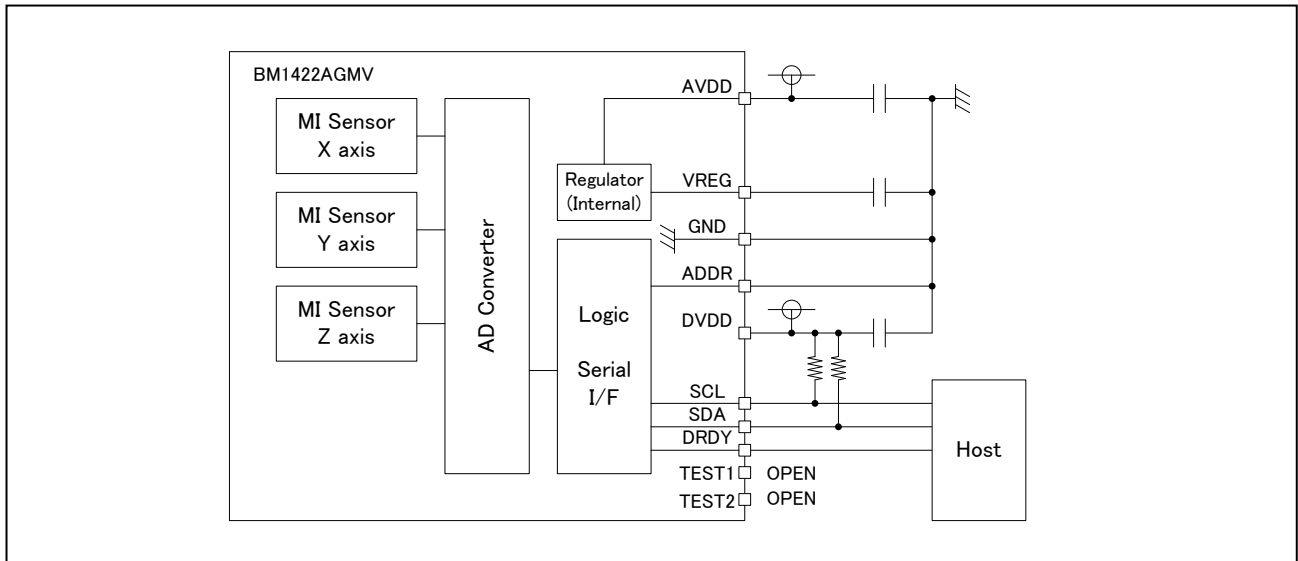 BM1422AGMV
MI Sensor
X axis
MI Sensor
Y axis
MI Sensor
Z axis
AD Converter
Regulator
(Internal)
Logic
Serial
I/F
AVDD
VREG
GND
ADDR
DVDD
SCL
SDA
DRDY
TEST1 OPEN
TEST2 OPEN
Host